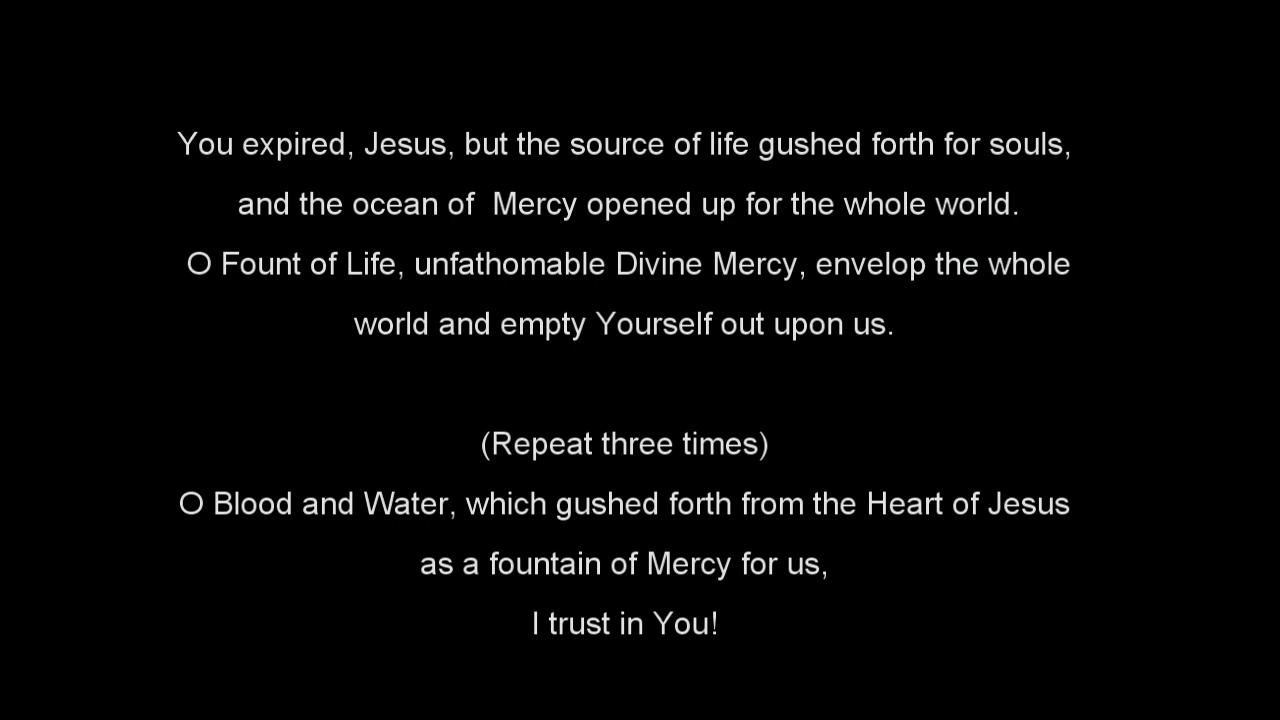 You expired, Jesus, but the source of life gushed forth for souls,
and the ocean of  Mercy opened up for the whole world.
O Fount of Life, unfathomable Divine Mercy, envelop the whole
world and empty Yourself out upon us.
(Repeat three times)
O Blood and Water, which gushed forth from the Heart of Jesus
as a fountain of Mercy for us,
I trust in You!